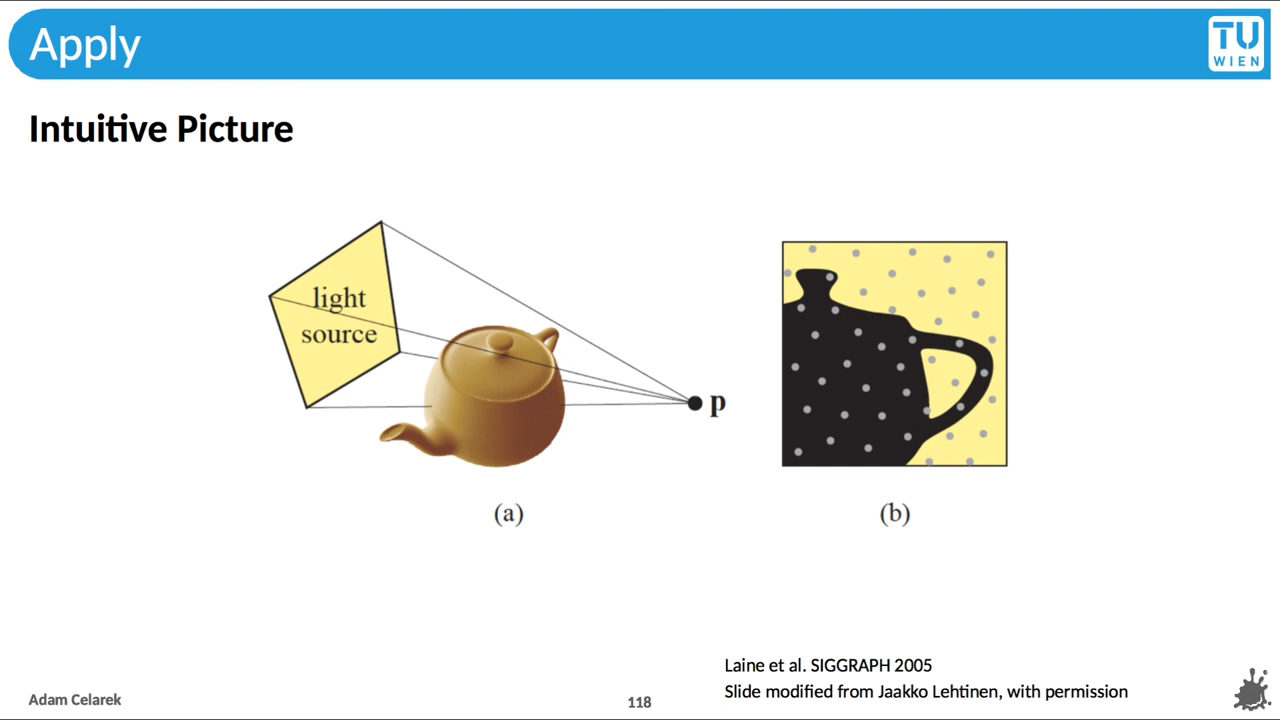 Apply
TU
WIEN
Intuitive Picture
light
source
p
(a)
(b)
Laine et al. SIGGRAPH 2005
Slide modified from Jaakko Lehtinen, with permission
Adam Celarek
118